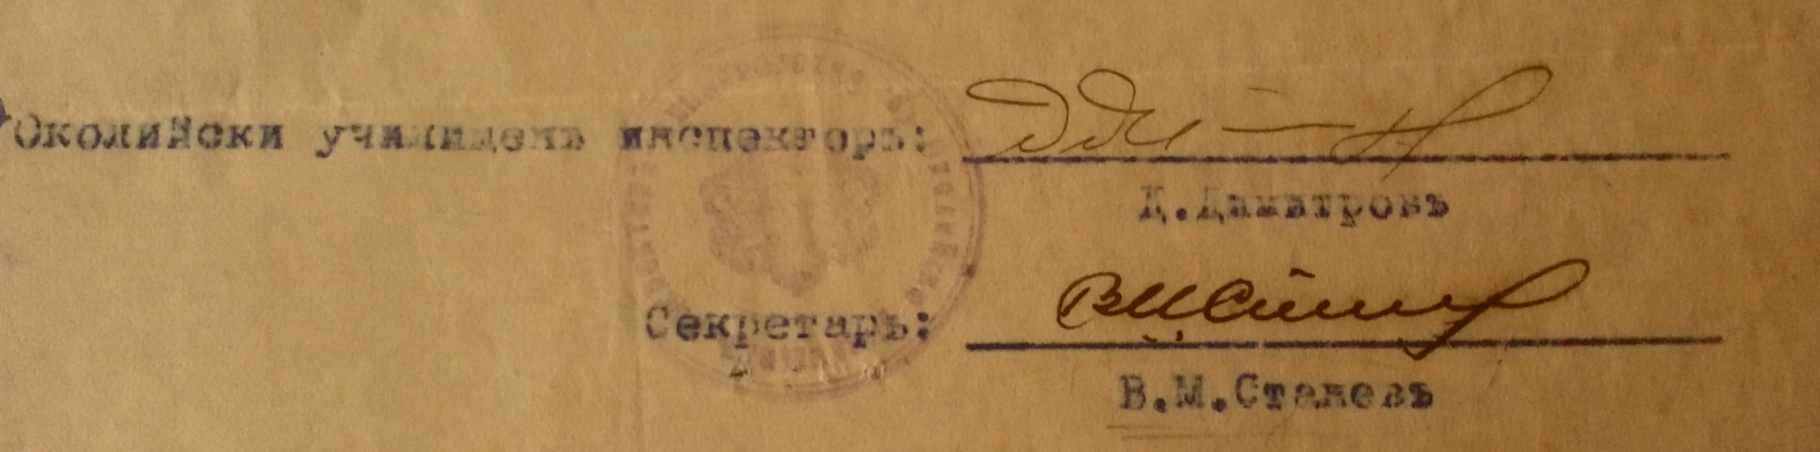 Околийски училищенъ инспекторъ:
Д.Димитровъ
Секретарь:
В.М.Станевъ